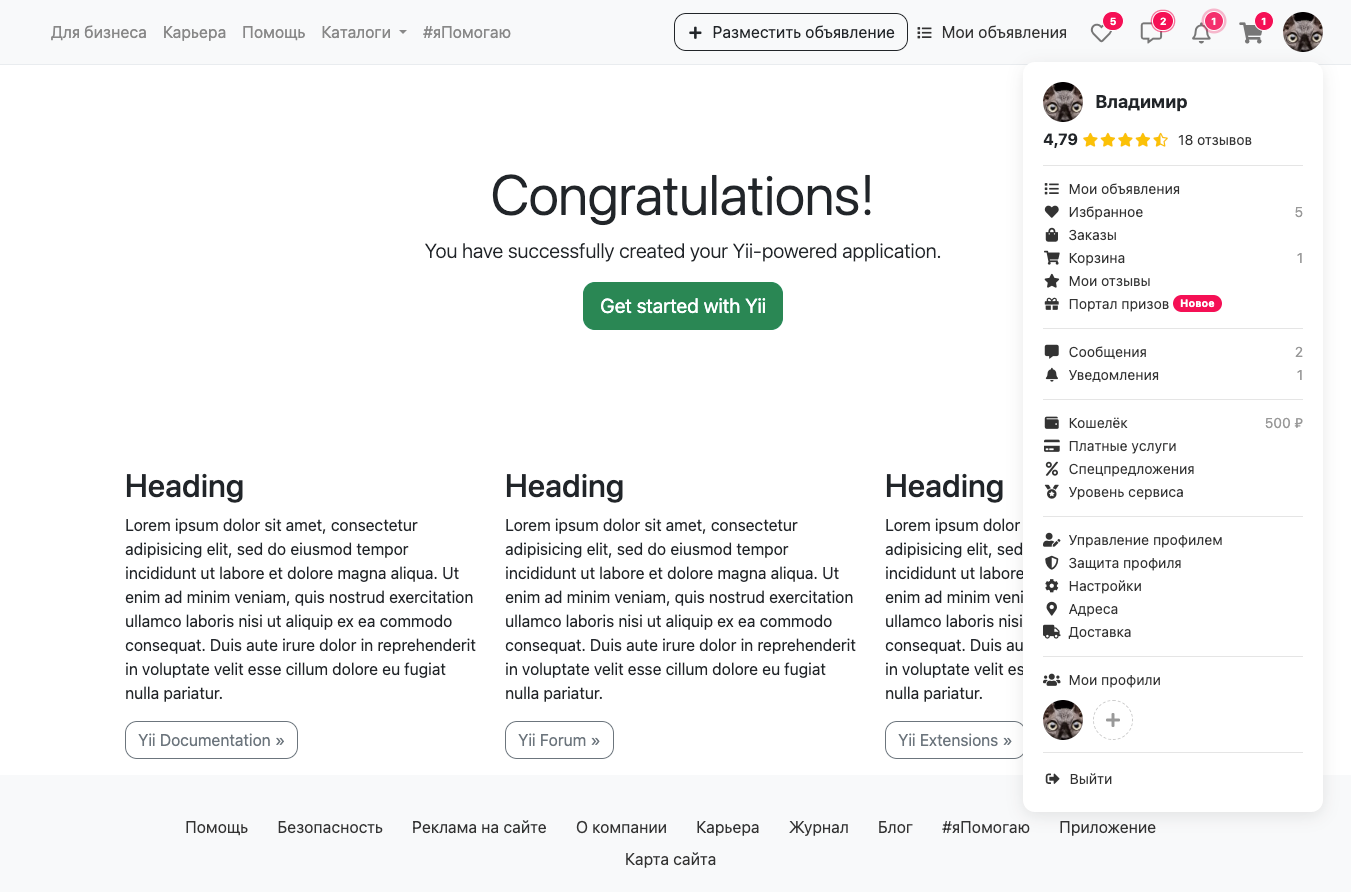 Для бизнеса Карьера Помощь Каталоги #яПомогаю Разместить объявление Мои объявления 5 2 1 1
Владимир
4,79 18 отзывов
Мои объявления
Избранное 5
Заказы
Корзина 1
Мои отзывы
Портал призов Новое
Сообщения 2
Уведомления 1
Кошелёк 500 ₽
Платные услуги
Спецпредложения
Уровень сервиса
Управление профилем
Защита профиля
Настройки
Адреса
Доставка
Мои профили
Выйти
Congratulations!
You have successfully created your Yii-powered application.
Get started with Yii
Heading
Lorem ipsum dolor sit amet, consectetur
adipisicing elit, sed do eiusmod tempor
incididunt ut labore et dolore magna aliqua. Ut
enim ad minim veniam, quis nostrud exercitation
ullamco laboris nisi ut aliquip ex ea commodo
consequat. Duis aute irure dolor in reprehenderit
in voluptate velit esse cillum dolore eu fugiat
nulla pariatur.
Yii Documentation »
Heading
Lorem ipsum dolor sit amet, consectetur
adipisicing elit, sed do eiusmod tempor
incididunt ut labore et dolore magna aliqua. Ut
enim ad minim veniam, quis nostrud exercitation
ullamco laboris nisi ut aliquip ex ea commodo
consequat. Duis aute irure dolor in reprehenderit
in voluptate velit esse cillum dolore eu fugiat
nulla pariatur.
Yii Forum »
Heading
Lorem ipsum dolor
adipisicing elit, sed
incididunt ut labore
enim ad minim veni
ullamco laboris nisi
consequat. Duis au
in voluptate velit es
nulla pariatur.
Yii Extensions »
Помощь Безопасность Реклама на сайте О компании Карьера Журнал Блог #яПомогаю Приложение
Карта сайта